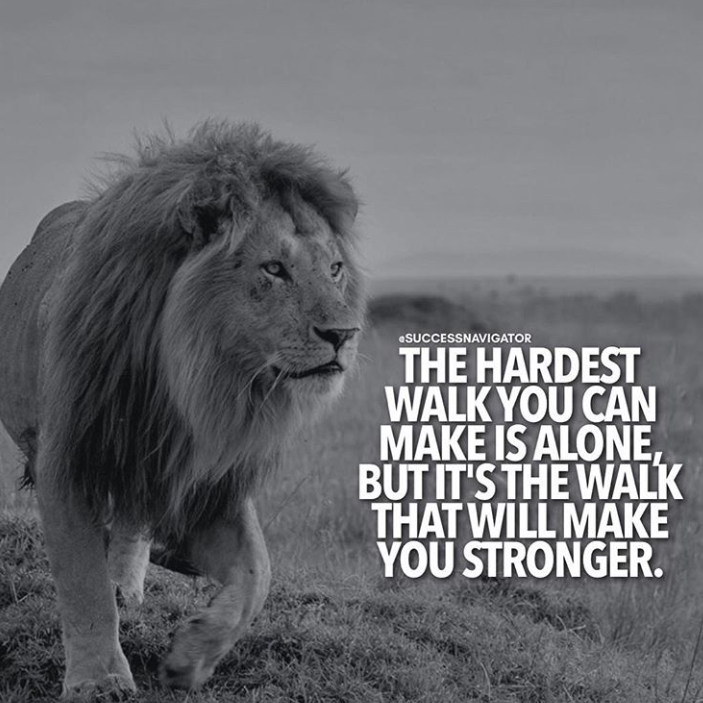 @SUCCESSNAVIGATOR
THE HARDEST
WALK YOU CAN
MAKE IS ALONE,
BUT IT'S THE WALK
THAT WILL MAKE
YOU STRONGER.